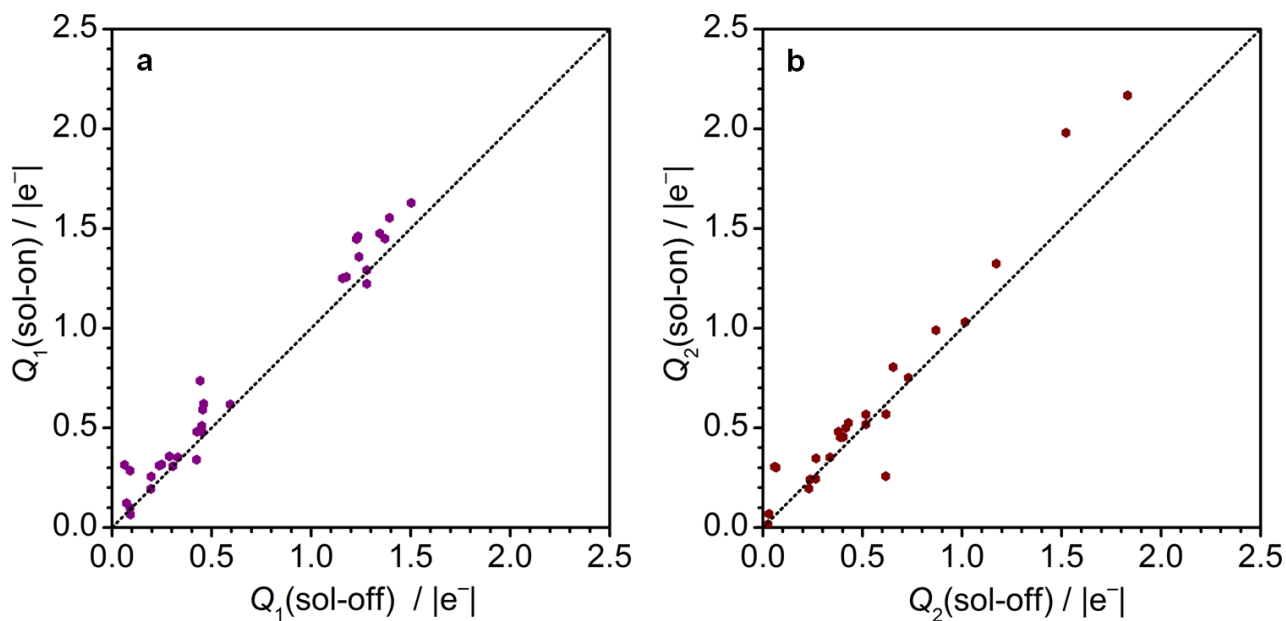 a
2.5
2.0
1.5
1.0
0.5
0.0
Q₁(sol-on) / |e⁻|
0.0 0.5 1.0 1.5 2.0 2.5
Q₁(sol-off) / |e⁻|
b
2.5
2.0
1.5
1.0
0.5
0.0
Q₂(sol-on) / |e⁻|
0.0 0.5 1.0 1.5 2.0 2.5
Q₂(sol-off) / |e⁻|